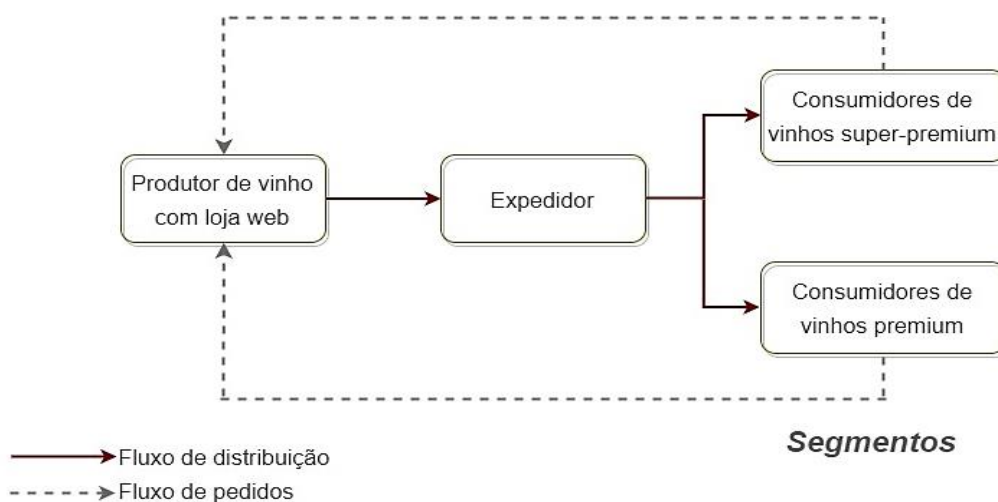 Consumidores de
vinhos super-premium
Produtor de vinho
com loja web
Expedidor
Consumidores de
vinhos premium
Segmentos
Fluxo de distribuição
Fluxo de pedidos